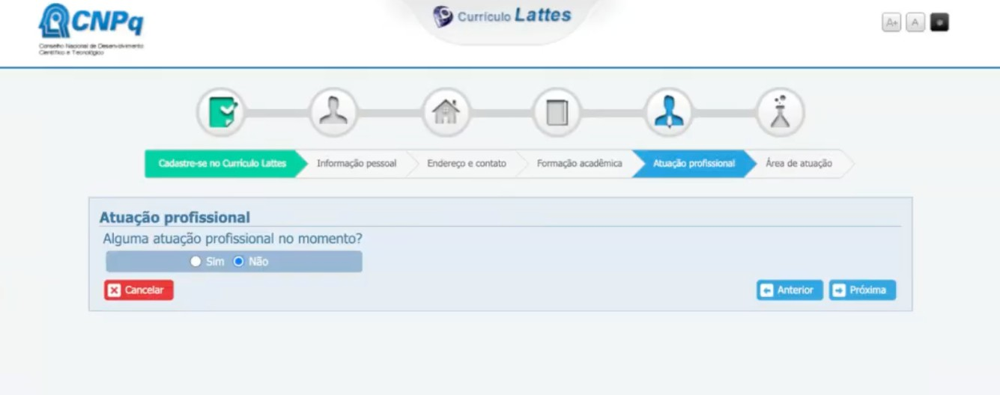 CNPq
Conselho Nacional de Desenvolvimento
Científico e Tecnológico
Currículo Lattes
A+ A
Cadastre-se no Currículo Lattes Informação pessoal Endereço e contato Formação acadêmica Atuação profissional Área de atuação
Atuação profissional
Alguma atuação profissional no momento?
Sim Não
Cancelar Anterior Próxima